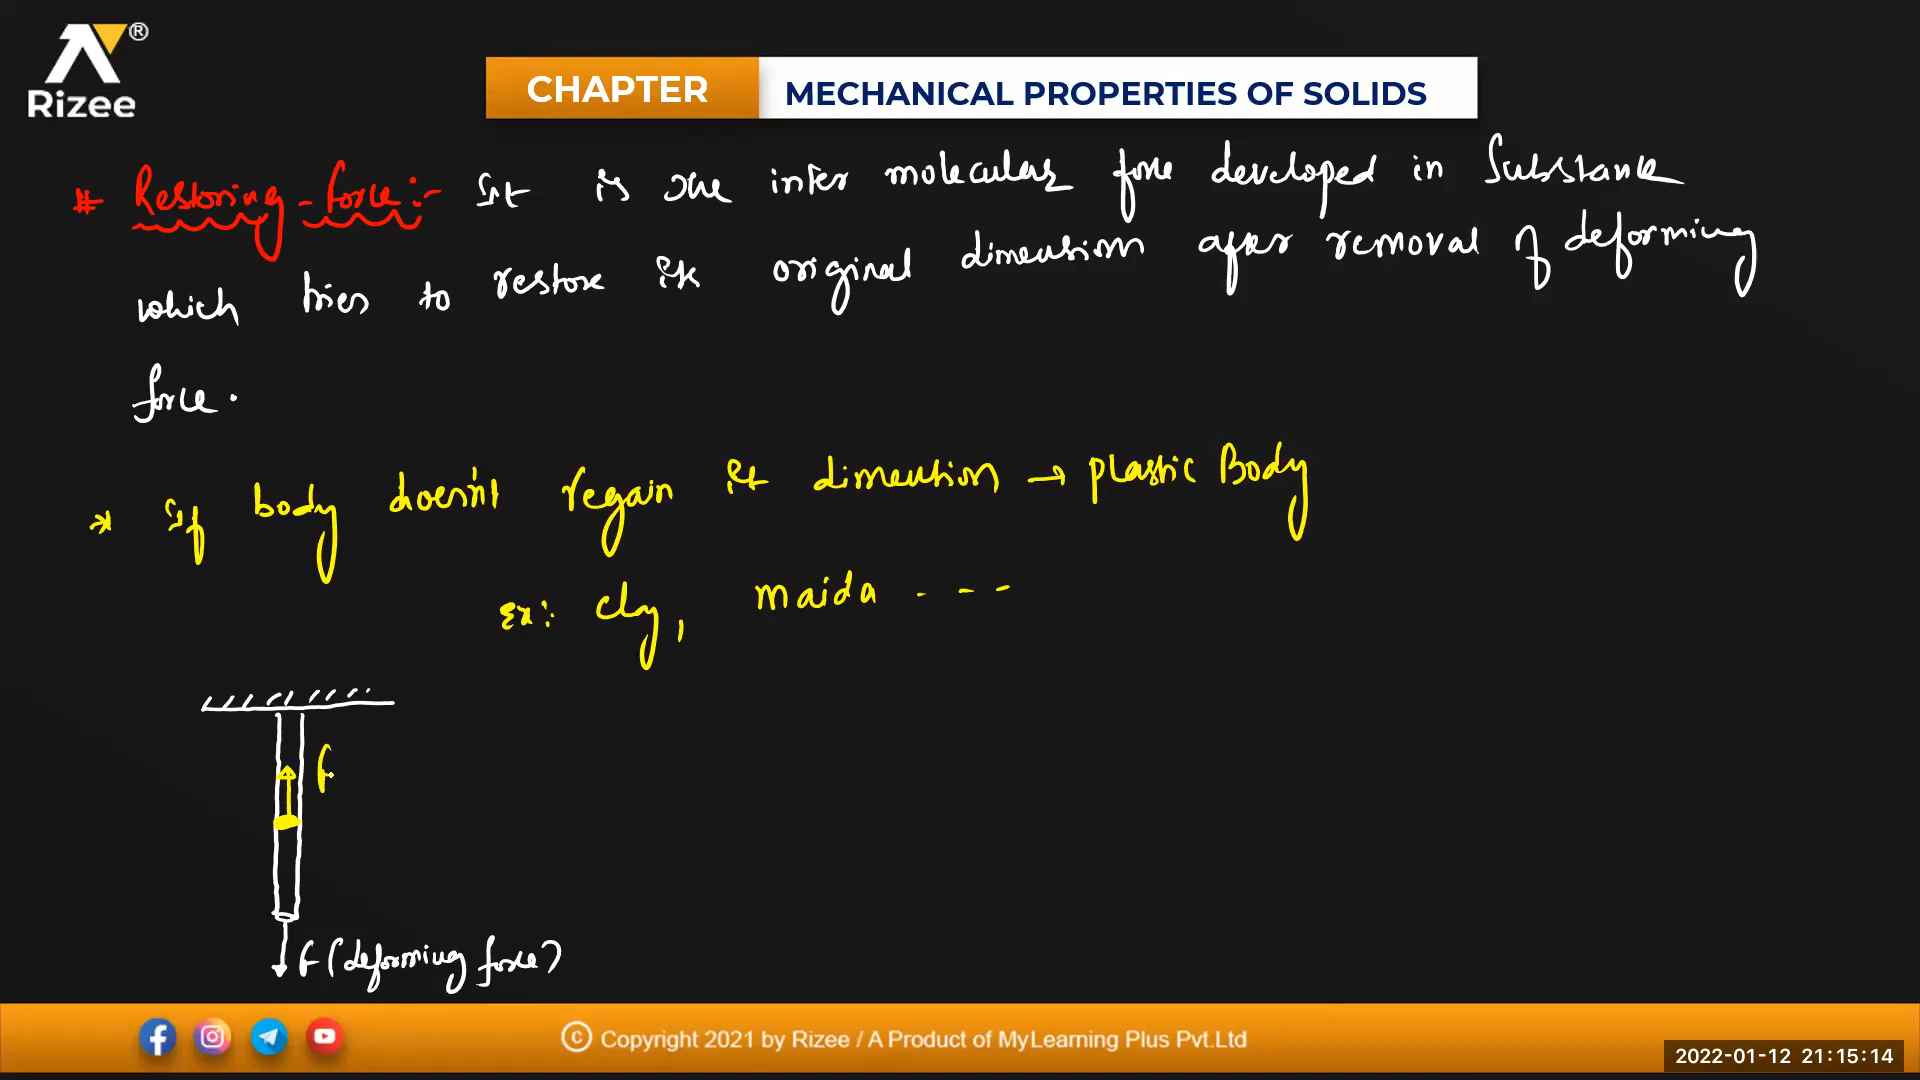 Rizee®
CHAPTER MECHANICAL PROPERTIES OF SOLIDS
# Restoring-force:- It is the inter molecular force developed in Substance
which tries to restore its original dimension after removal of deforming
force.
* If body doesn't regain it dimention → plastic Body
Ex: clay, maida - - -
F
F (deforming force)
© Copyright 2021 by Rizee / A Product of MyLearning Plus Pvt.Ltd
2022-01-12 21:15:14